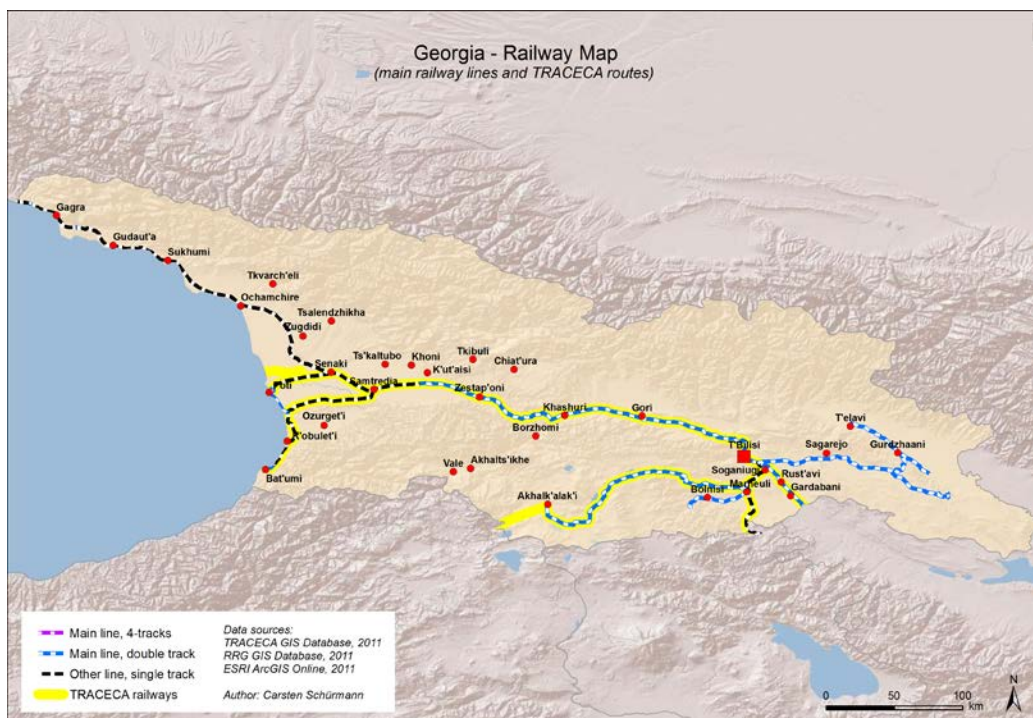 Georgia - Railway Map
(main railway lines and TRACECA routes)
Gagra
Gudaut'a
Sukhumi
Tkvarch'eli
Ochamchire
Tsalendzhikha
Zugdidi
Ts'kaltubo
Khoni
Tkibuli
Senaki
K'ut'aisi
Chiat'ura
Poti
Samtredia
Zestap'oni
Khashuri
Gori
Ozurget'i
Borzhomi
T'elavi
K'obulet'i
T'Bilisi
Sagarejo
Gurdzhaani
Bat'umi
Vale
Akhalts'ikhe
Soganlugi
Rust'avi
Akhalk'alak'i
Bolnisi
Marneuli
Gardabani
Main line, 4-tracks
Main line, double track
Other line, single track
TRACECA railways
Data sources:
TRACECA GIS Database, 2011
RRG GIS Database, 2011
ESRI ArcGIS Online, 2011
Author: Carsten Schürmann
N
0 50 100
km